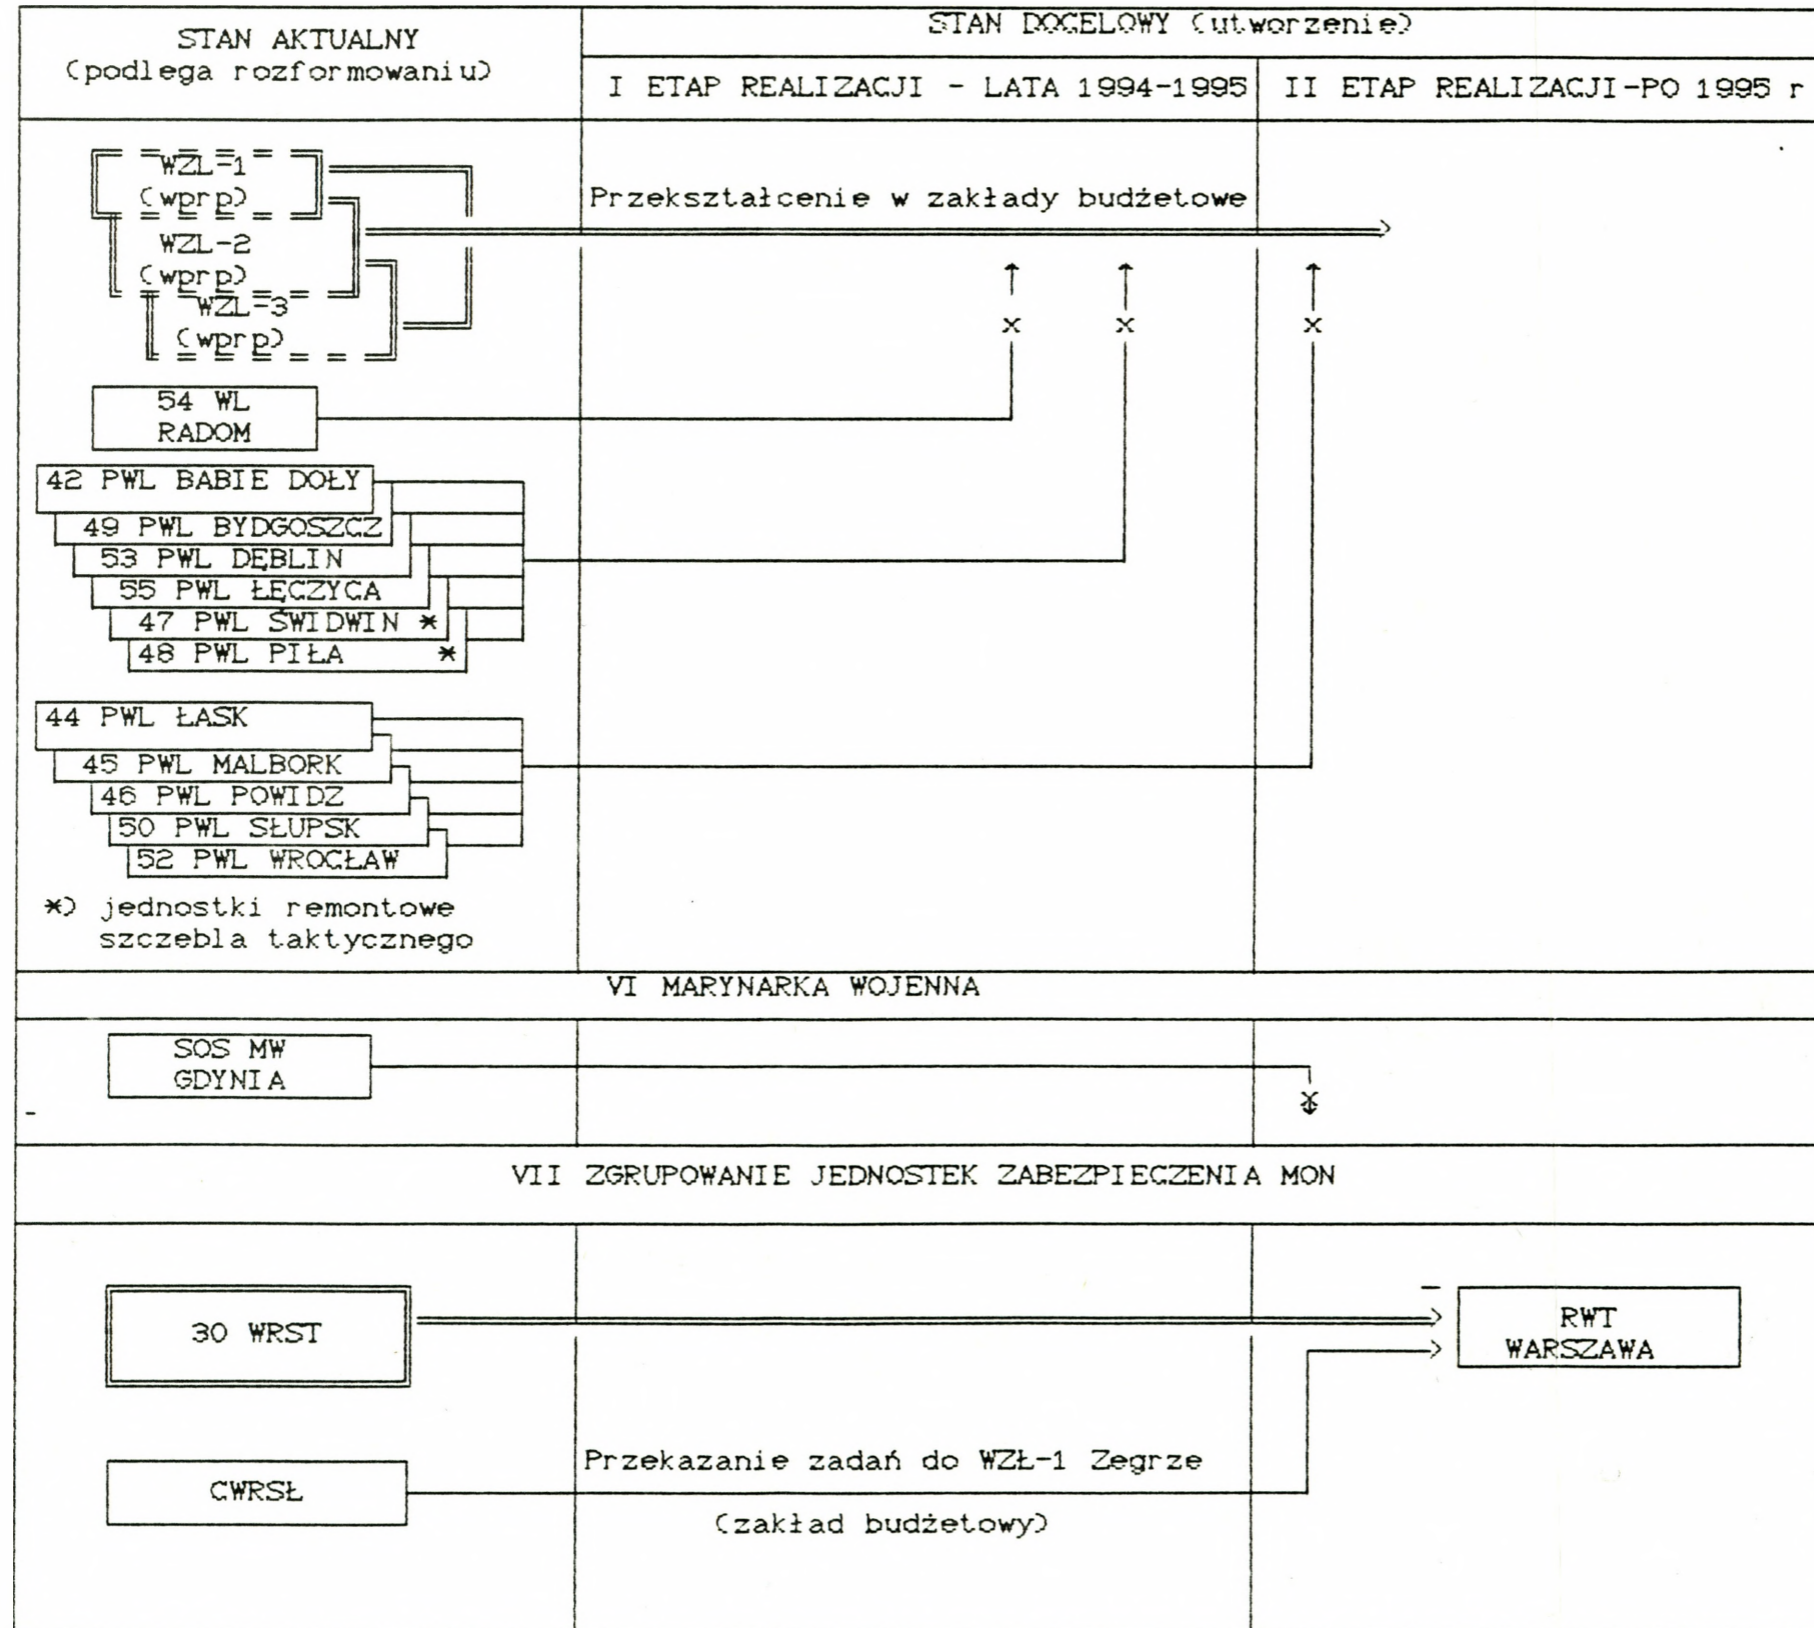 STAN AKTUALNY
(podlega rozformowaniu)
STAN DOCELOWY (utworzenie)
I ETAP REALIZACJI - LATA 1994-1995
II ETAP REALIZACJI-PO 1995 r
WZL-1
(wprp)
WZL-2
(wprp)
WZL-3
(wprp)
Przekształcenie w zakłady budżetowe
x x x
54 WL
RADOM
42 PWL BABIE DOŁY
49 PWL BYDGOSZCZ
53 PWL DĘBLIN
55 PWL ŁĘCZYCA
47 PWL ŚWIDWIN *
48 PWL PIŁA *
44 PWL ŁASK
45 PWL MALBORK
46 PWL POWIDZ
50 PWL SŁUPSK
52 PWL WROCŁAW
*) jednostki remontowe
szczebla taktycznego
VI MARYNARKA WOJENNA
SOS MW
GDYNIA
x
VII ZGRUPOWANIE JEDNOSTEK ZABEZPIECZENIA MON
30 WRST
RWT
WARSZAWA
CWRSŁ
Przekazanie zadań do WZŁ-1 Zegrze
(zakład budżetowy)